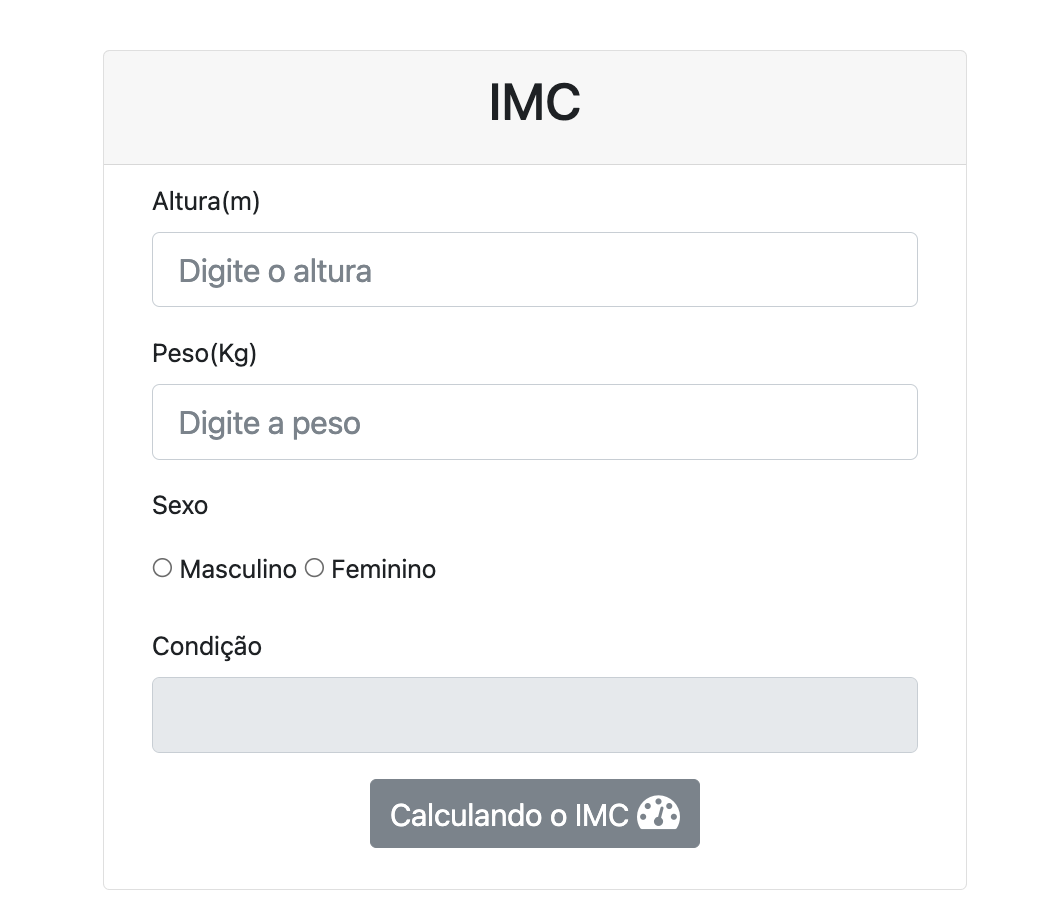 IMC
Altura(m)
Digite o altura
Peso(Kg)
Digite a peso
Sexo
Masculino Feminino
Condição
Calculando o IMC